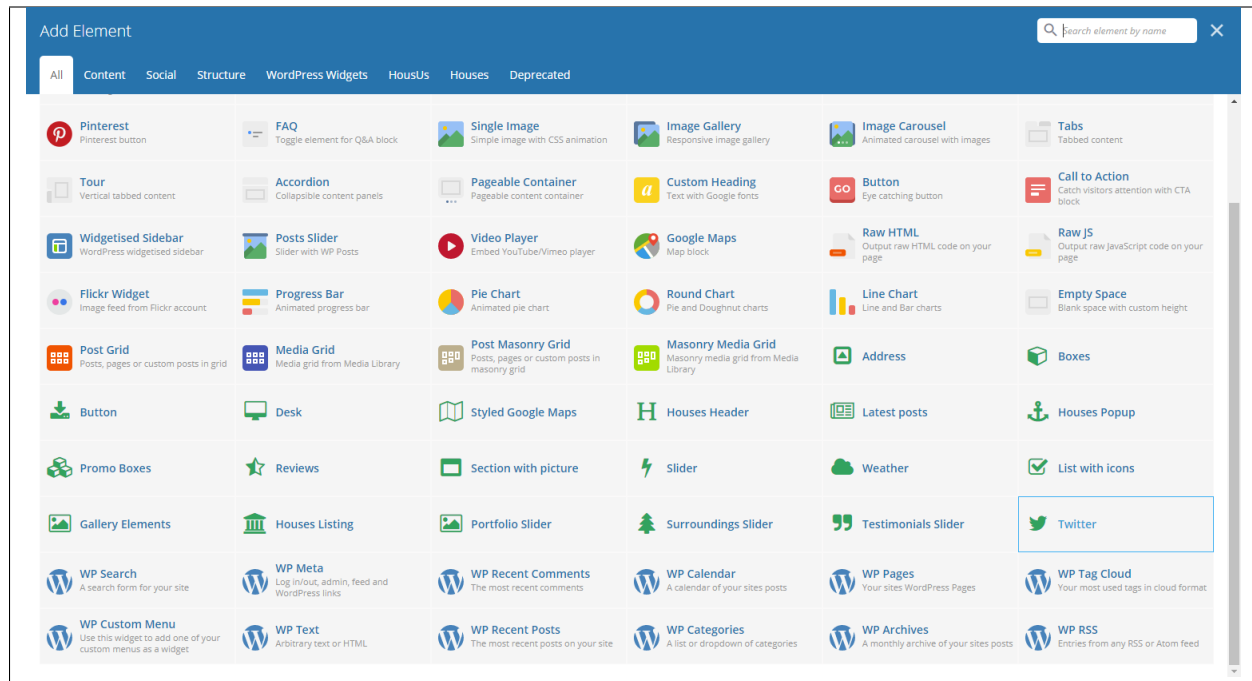 Add Element
Search element by name
All Content Social Structure WordPress Widgets HousUs Houses Deprecated
Pinterest
Pinterest button
FAQ
Toggle element for Q&A block
Single Image
Simple image with CSS animation
Image Gallery
Responsive image gallery
Image Carousel
Animated carousel with images
Tabs
Tabbed content
Tour
Vertical tabbed content
Accordion
Collapsible content panels
Pageable Container
Pageable content container
a
Custom Heading
Text with Google fonts
GO
Button
Eye catching button
Call to Action
Catch visitors attention with CTA
block
Widgetised Sidebar
WordPress widgetised sidebar
Posts Slider
Slider with WP Posts
Video Player
Embed YouTube/Vimeo player
Google Maps
Map block
Raw HTML
Output raw HTML code on your
page
Raw JS
Output raw JavaScript code on your
page
Flickr Widget
Image feed from Flickr account
Progress Bar
Animated progress bar
Pie Chart
Animated pie chart
Round Chart
Pie and Doughnut charts
Line Chart
Line and Bar charts
Empty Space
Blank space with custom height
Post Grid
Posts, pages or custom posts in grid
Media Grid
Media grid from Media Library
Post Masonry Grid
Posts, pages or custom posts in
masonry grid
Masonry Media Grid
Masonry media grid from Media
Library
Address
Boxes
Button
Desk
Styled Google Maps
H
Houses Header
Latest posts
Houses Popup
Promo Boxes
Reviews
Section with picture
Slider
Weather
List with icons
Gallery Elements
Houses Listing
Portfolio Slider
Surroundings Slider
Testimonials Slider
Twitter
WP Search
A search form for your site
WP Meta
Log in/out, admin, feed and
WordPress links
WP Recent Comments
The most recent comments
WP Calendar
A calendar of your sites posts
WP Pages
Your sites WordPress Pages
WP Tag Cloud
Your most used tags in cloud format
WP Custom Menu
Use this widget to add one of your
custom menus as a widget
WP Text
Arbitrary text or HTML
WP Recent Posts
The most recent posts on your site
WP Categories
A list or dropdown of categories
WP Archives
A monthly archive of your sites posts
WP RSS
Entries from any RSS or Atom feed